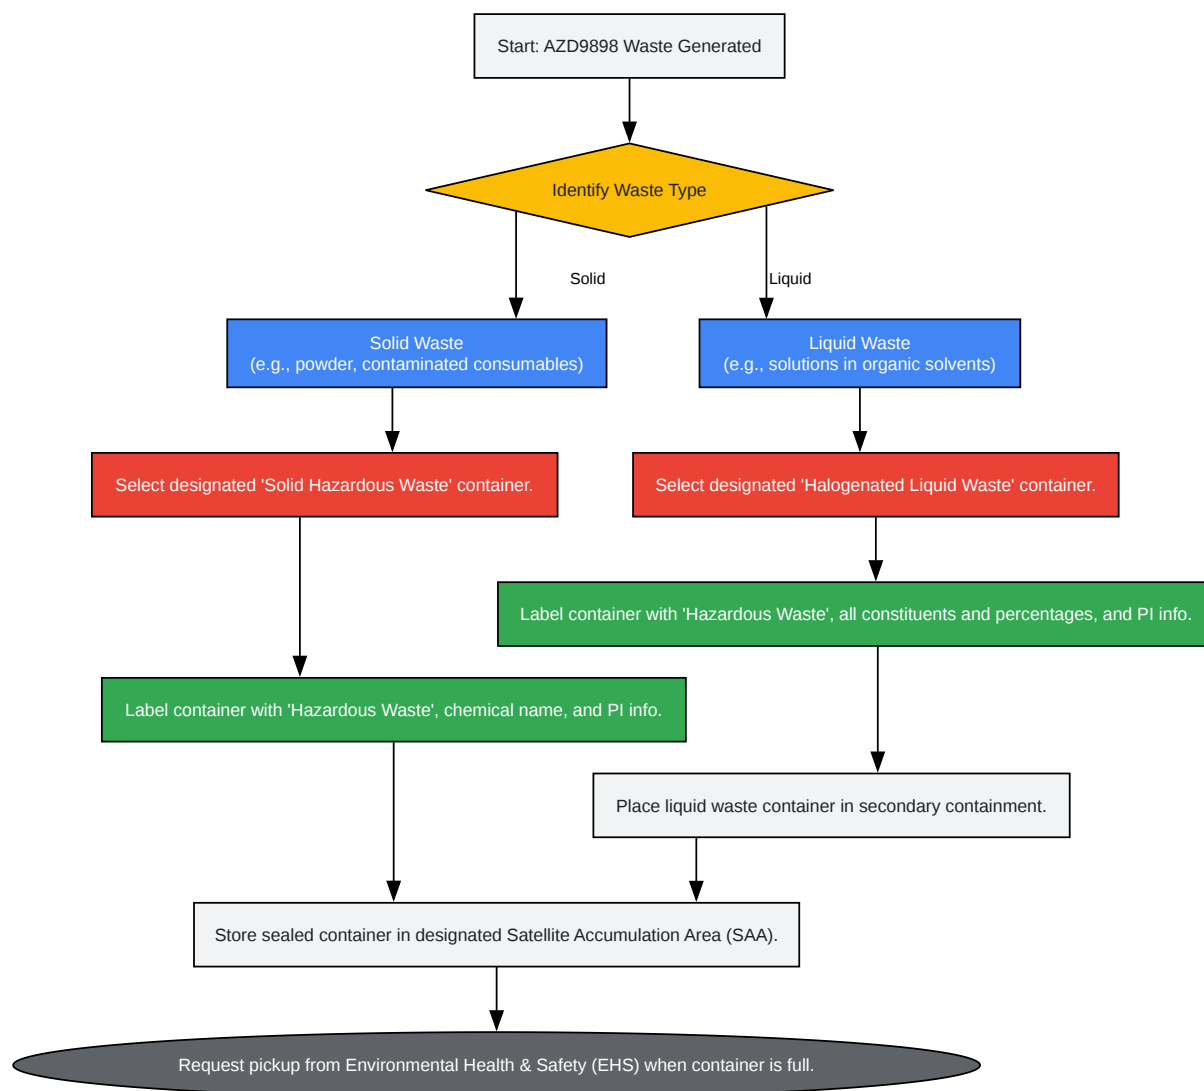 Start: AZD9898 Waste Generated
Identify Waste Type
Solid
Liquid
Solid Waste
(e.g., powder, contaminated consumables)
Liquid Waste
(e.g., solutions in organic solvents)
Select designated 'Solid Hazardous Waste' container.
Select designated 'Halogenated Liquid Waste' container.
Label container with 'Hazardous Waste', all constituents and percentages, and PI info.
Label container with 'Hazardous Waste', chemical name, and PI info.
Place liquid waste container in secondary containment.
Store sealed container in designated Satellite Accumulation Area (SAA).
Request pickup from Environmental Health & Safety (EHS) when container is full.